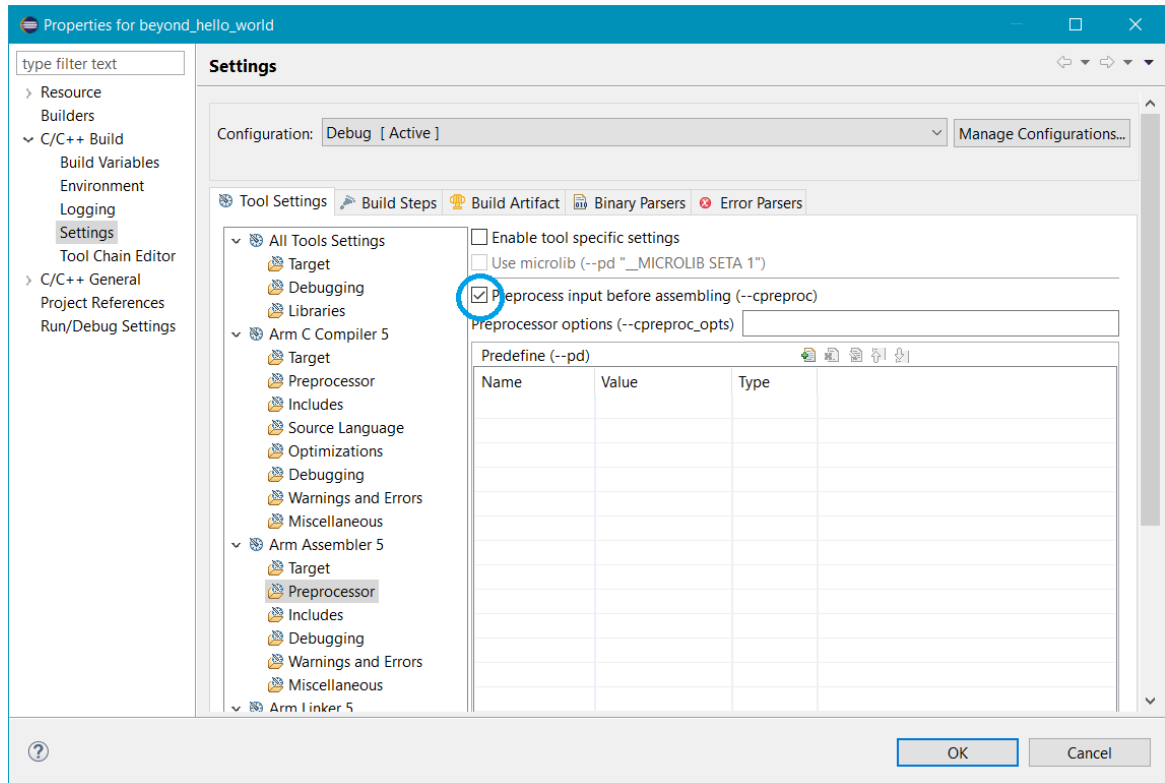 Properties for beyond_hello_world
type filter text
Resource
Builders
C/C++ Build
Build Variables
Environment
Logging
Settings
Tool Chain Editor
C/C++ General
Project References
Run/Debug Settings
Settings
Configuration:
Debug [ Active ]
Manage Configurations...
Tool Settings
Build Steps
Build Artifact
Binary Parsers
Error Parsers
All Tools Settings
Target
Debugging
Libraries
Arm C Compiler 5
Target
Preprocessor
Includes
Source Language
Optimizations
Debugging
Warnings and Errors
Miscellaneous
Arm Assembler 5
Target
Preprocessor
Includes
Debugging
Warnings and Errors
Miscellaneous
Arm Linker 5
Enable tool specific settings
Use microlib (--pd "__MICROLIB SETA 1")
Preprocess input before assembling (--cpreproc)
Preprocessor options (--cpreproc_opts)
Predefine (--pd)
Name Value Type
OK
Cancel